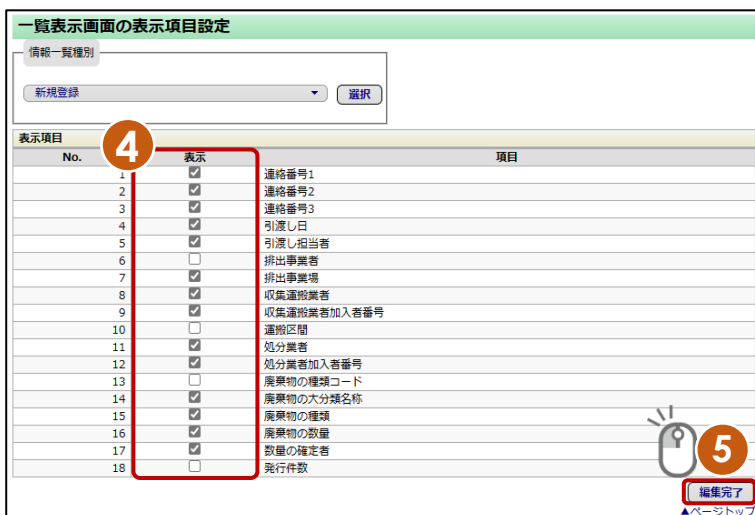 一覧表示画面の表示項目設定
情報一覧種別
新規登録 選択
表示項目
4
No. 表示 項目
1 連絡番号1
2 連絡番号2
3 連絡番号3
4 引渡し日
5 引渡し担当者
6 排出事業者
7 排出事業場
8 収集運搬業者
9 収集運搬業者加入者番号
10 運搬区間
11 処分業者
12 処分業者加入者番号
13 廃棄物の種類コード
14 廃棄物の大分類名称
15 廃棄物の種類
16 廃棄物の数量
17 数量の確定者
18 発行件数
5
編集完了
▲ページトップ